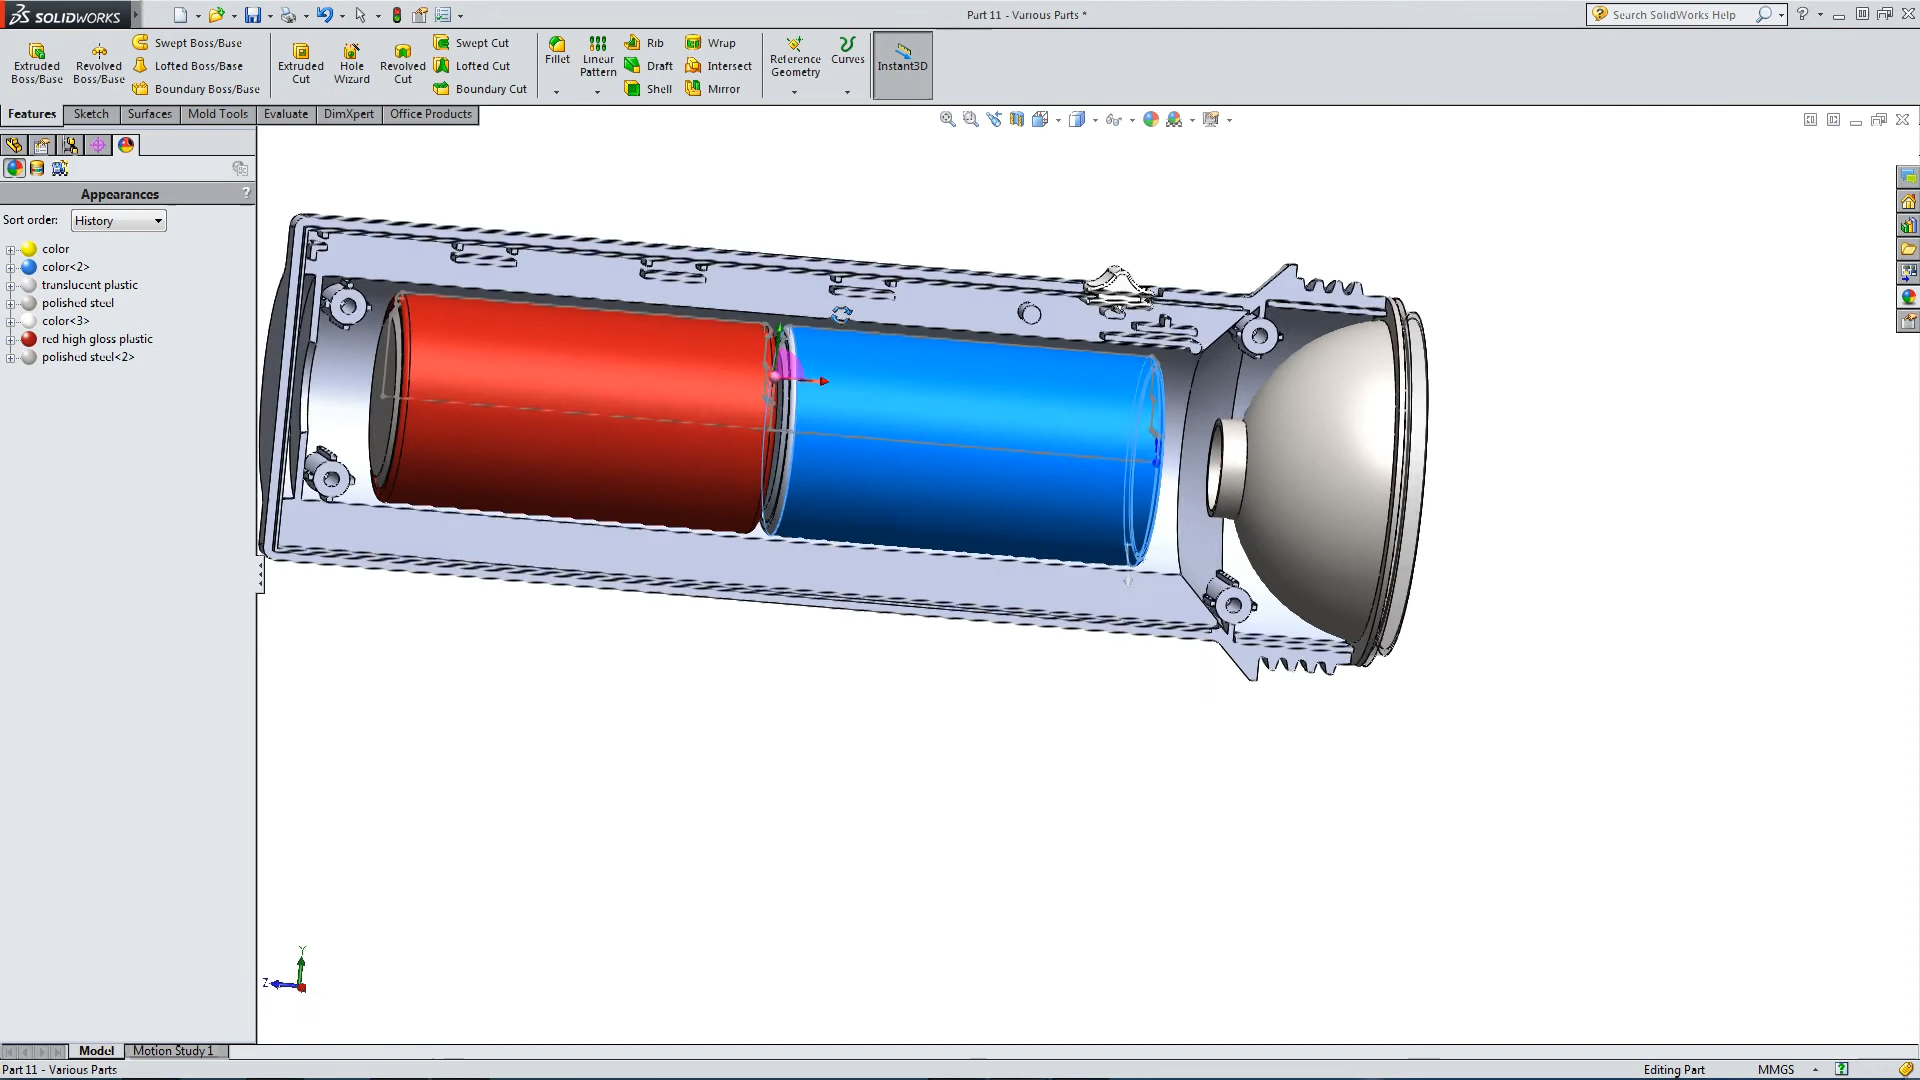 SOLIDWORKS
Part 11 - Various Parts *
Search SolidWorks Help
Extruded Boss/Base
Revolved Boss/Base
Swept Boss/Base
Lofted Boss/Base
Boundary Boss/Base
Extruded Cut
Hole Wizard
Revolved Cut
Swept Cut
Lofted Cut
Boundary Cut
Fillet
Linear Pattern
Rib
Draft
Shell
Wrap
Intersect
Mirror
Reference Geometry
Curves
Instant3D
Features
Sketch
Surfaces
Mold Tools
Evaluate
DimXpert
Office Products
Appearances
?
Sort order:
History
color
color<2>
translucent plastic
polished steel
color<3>
red high gloss plastic
polished steel<2>
Y
Z
Model
Motion Study 1
Part 11 - Various Parts
Editing Part
MMGS